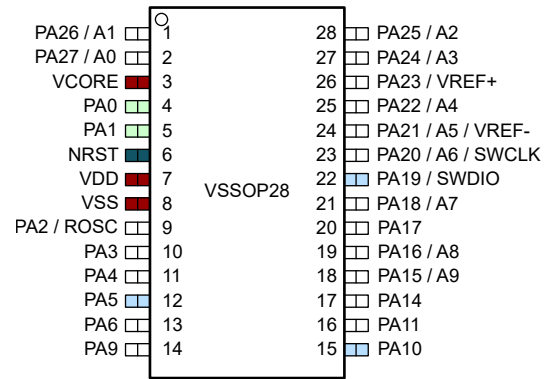 PA26 / A1 1 28 PA25 / A2
PA27 / A0 2 27 PA24 / A3
VCORE 3 26 PA23 / VREF+
PA0 4 25 PA22 / A4
PA1 5 24 PA21 / A5 / VREF-
NRST 6 23 PA20 / A6 / SWCLK
VDD 7 22 PA19 / SWDIO
VSSOP28
VSS 8 21 PA18 / A7
PA2 / ROSC 9 20 PA17
PA3 10 19 PA16 / A8
PA4 11 18 PA15 / A9
PA5 12 17 PA14
PA6 13 16 PA11
PA9 14 15 PA10